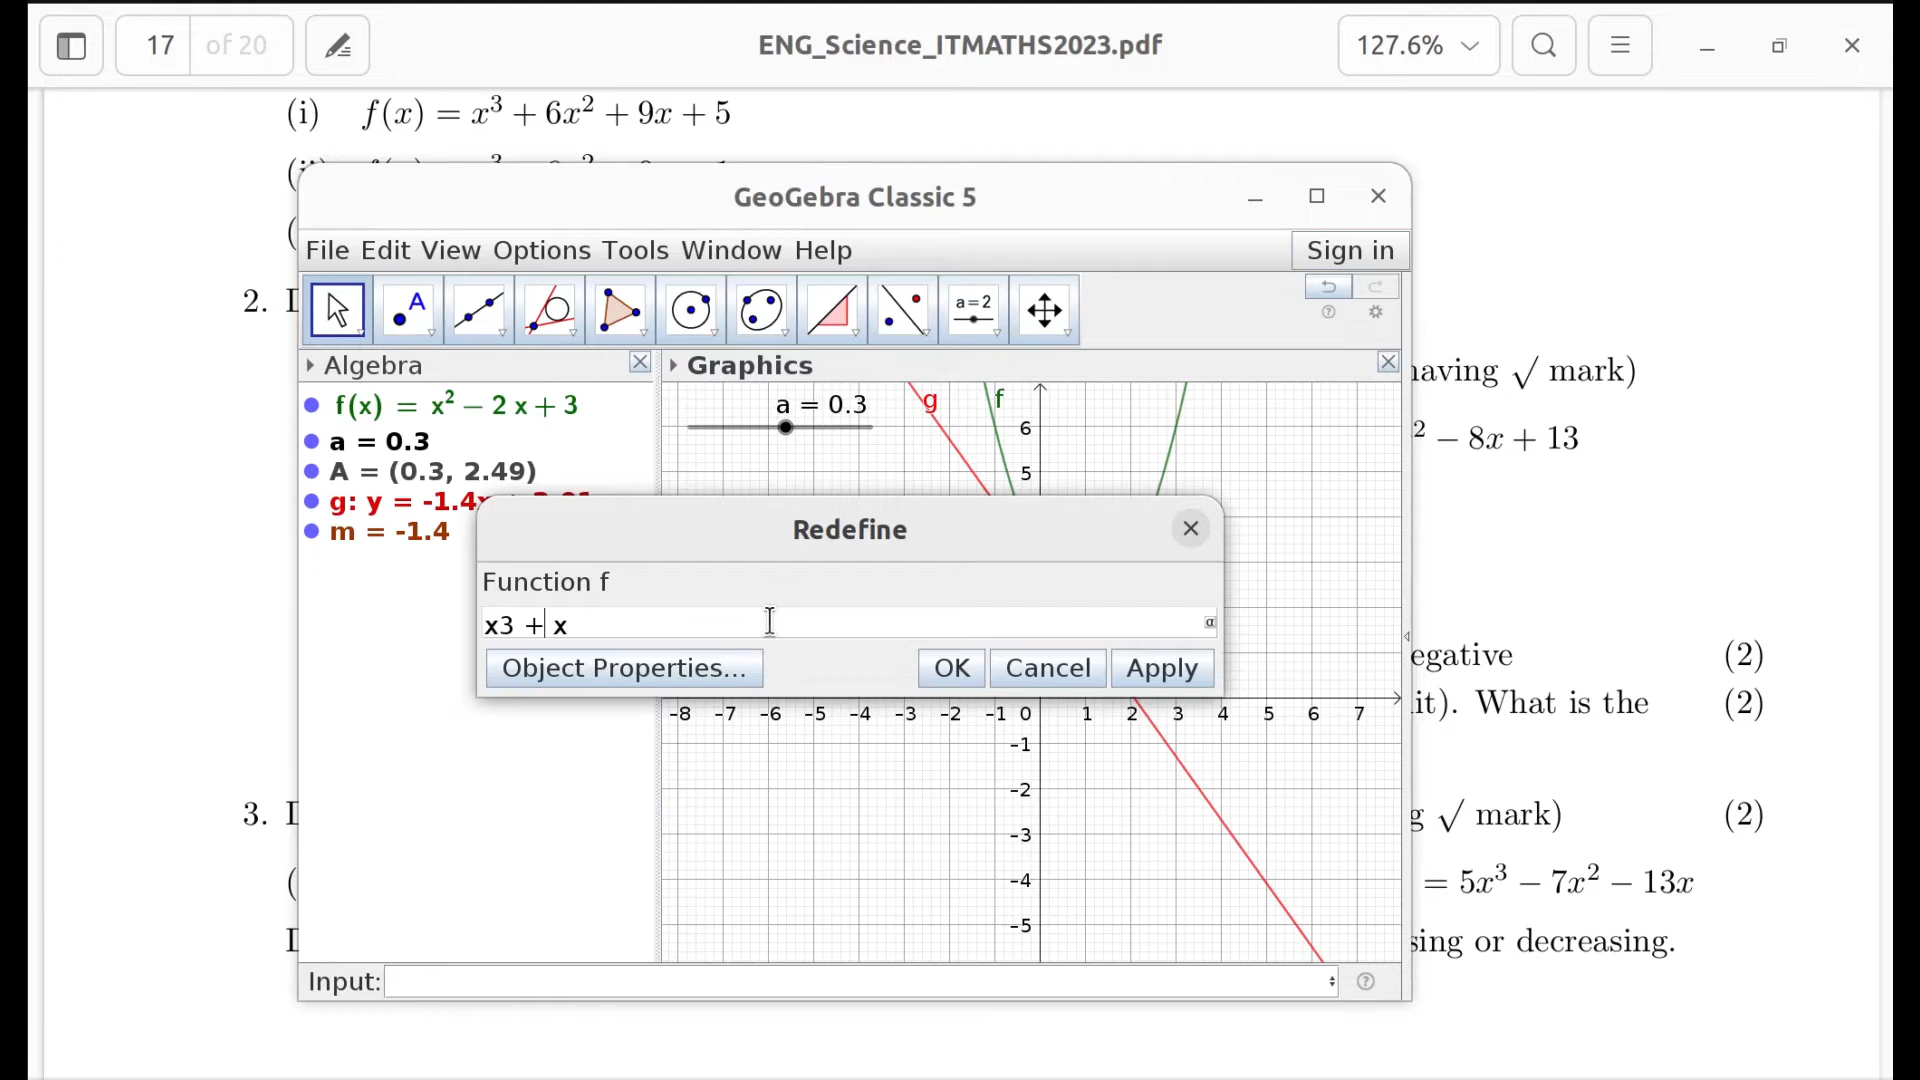 17 of 20
ENG_Science_ITMATHS2023.pdf
127.6%
(i) f(x) = x³ + 6x² + 9x + 5
GeoGebra Classic 5
File Edit View Options Tools Window Help
Sign in
A
a=2
2.
Algebra
Graphics
having √ mark)
f(x) = x² − 2 x + 3
a = 0.3
g
f
a = 0.3
A = (0.3, 2.49)
g: y = -1.4x
m = -1.4
² − 8x + 13
6
5
Redefine
Function f
x3 + x
α
Object Properties...
OK
Cancel
Apply
egative (2)
it). What is the (2)
-8 -7 -6 -5 -4 -3 -2 -1 0 1 2 3 4 5 6 7
-1
-2
-3
-4
-5
3.
g √ mark) (2)
= 5x³ − 7x² − 13x
sing or decreasing.
Input: